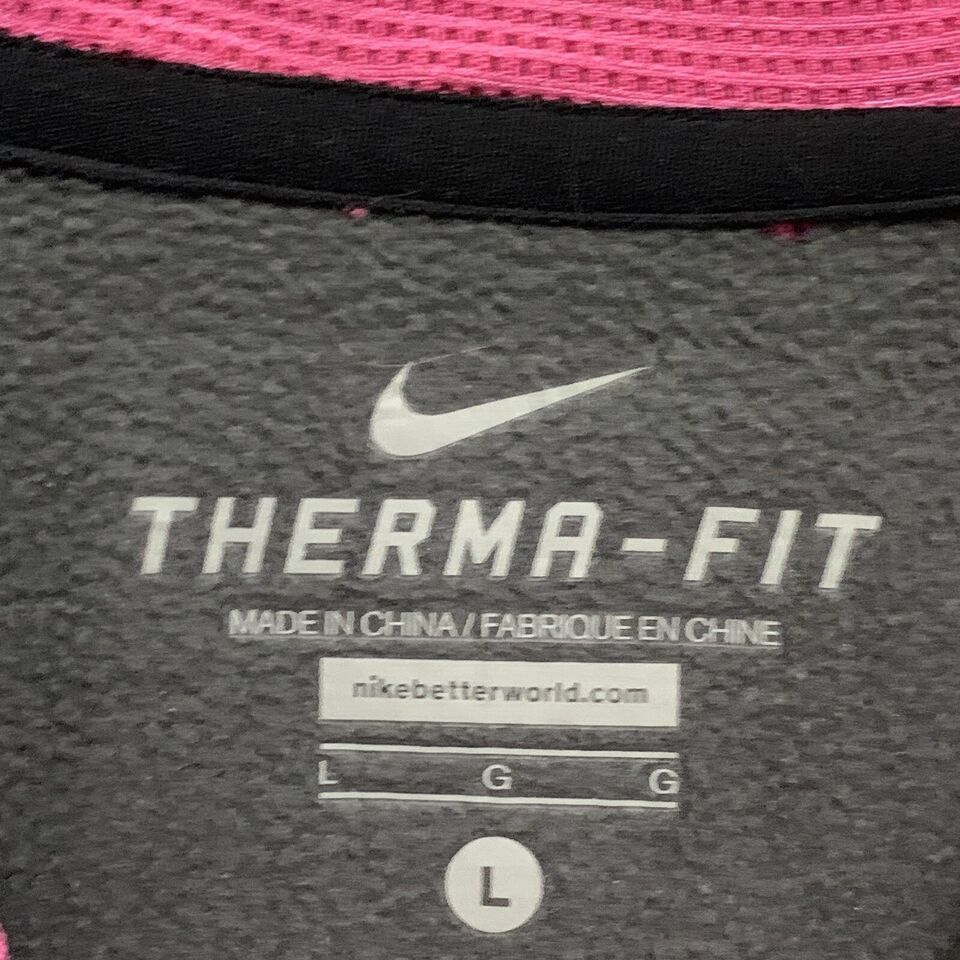 THERMA-FIT
MADE IN CHINA / FABRIQUE EN CHINE
nikebetterworld.com
L G G
L